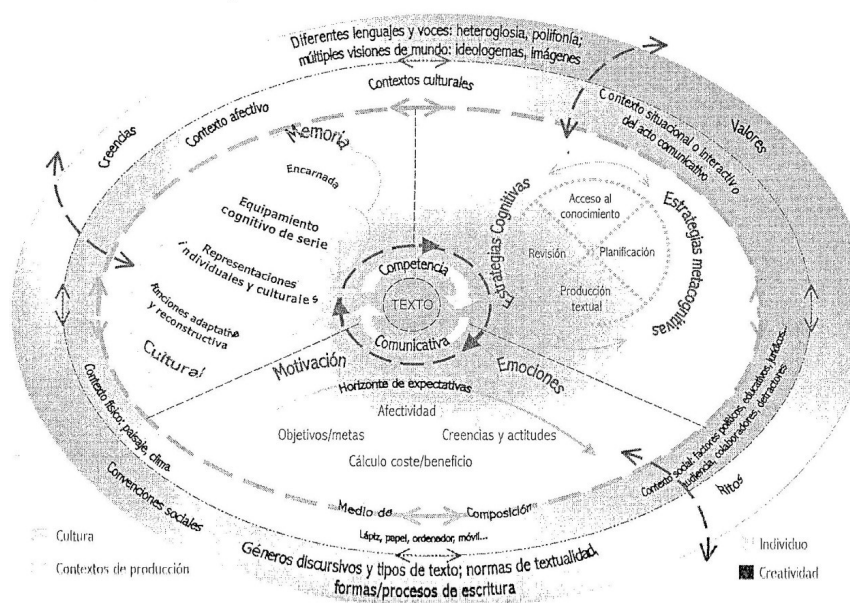 Diferentes lenguajes y voces: heteroglosia, polifonía,
múltiples visiones de mundo: ideologemas, imágenes
Contextos culturales
Creencias
Contexto afectivo
Contexto situacional o interactivo
del acto comunicativo
Valores
Memoria
Encarnada
Equipamiento
cognitivo de serie
Representaciones
individuales y culturales
Funciones adaptativa
y reconstructiva
Cultural
Estrategias Cognitivas
Acceso al
conocimiento
Revisión
Planificación
Producción
textual
Estrategias metacognitivas
Competencia
TEXTO
Comunicativa
Motivación
Emociones
Horizonte de expectativas
Afectividad
Objetivos/metas
Creencias y actitudes
Cálculo coste/beneficio
Contexto físico: paisaje, clima
Convenciones sociales
Contexto social: factores políticos, educativos, jurídicos...
audiencia, colaboradores, detractores
Ritos
Medio de Composición
Lápiz, papel, ordenador, móvil...
Géneros discursivos y tipos de texto; normas de textualidad,
formas/procesos de escritura
Cultura
Contextos de producción
Individuo
Creatividad